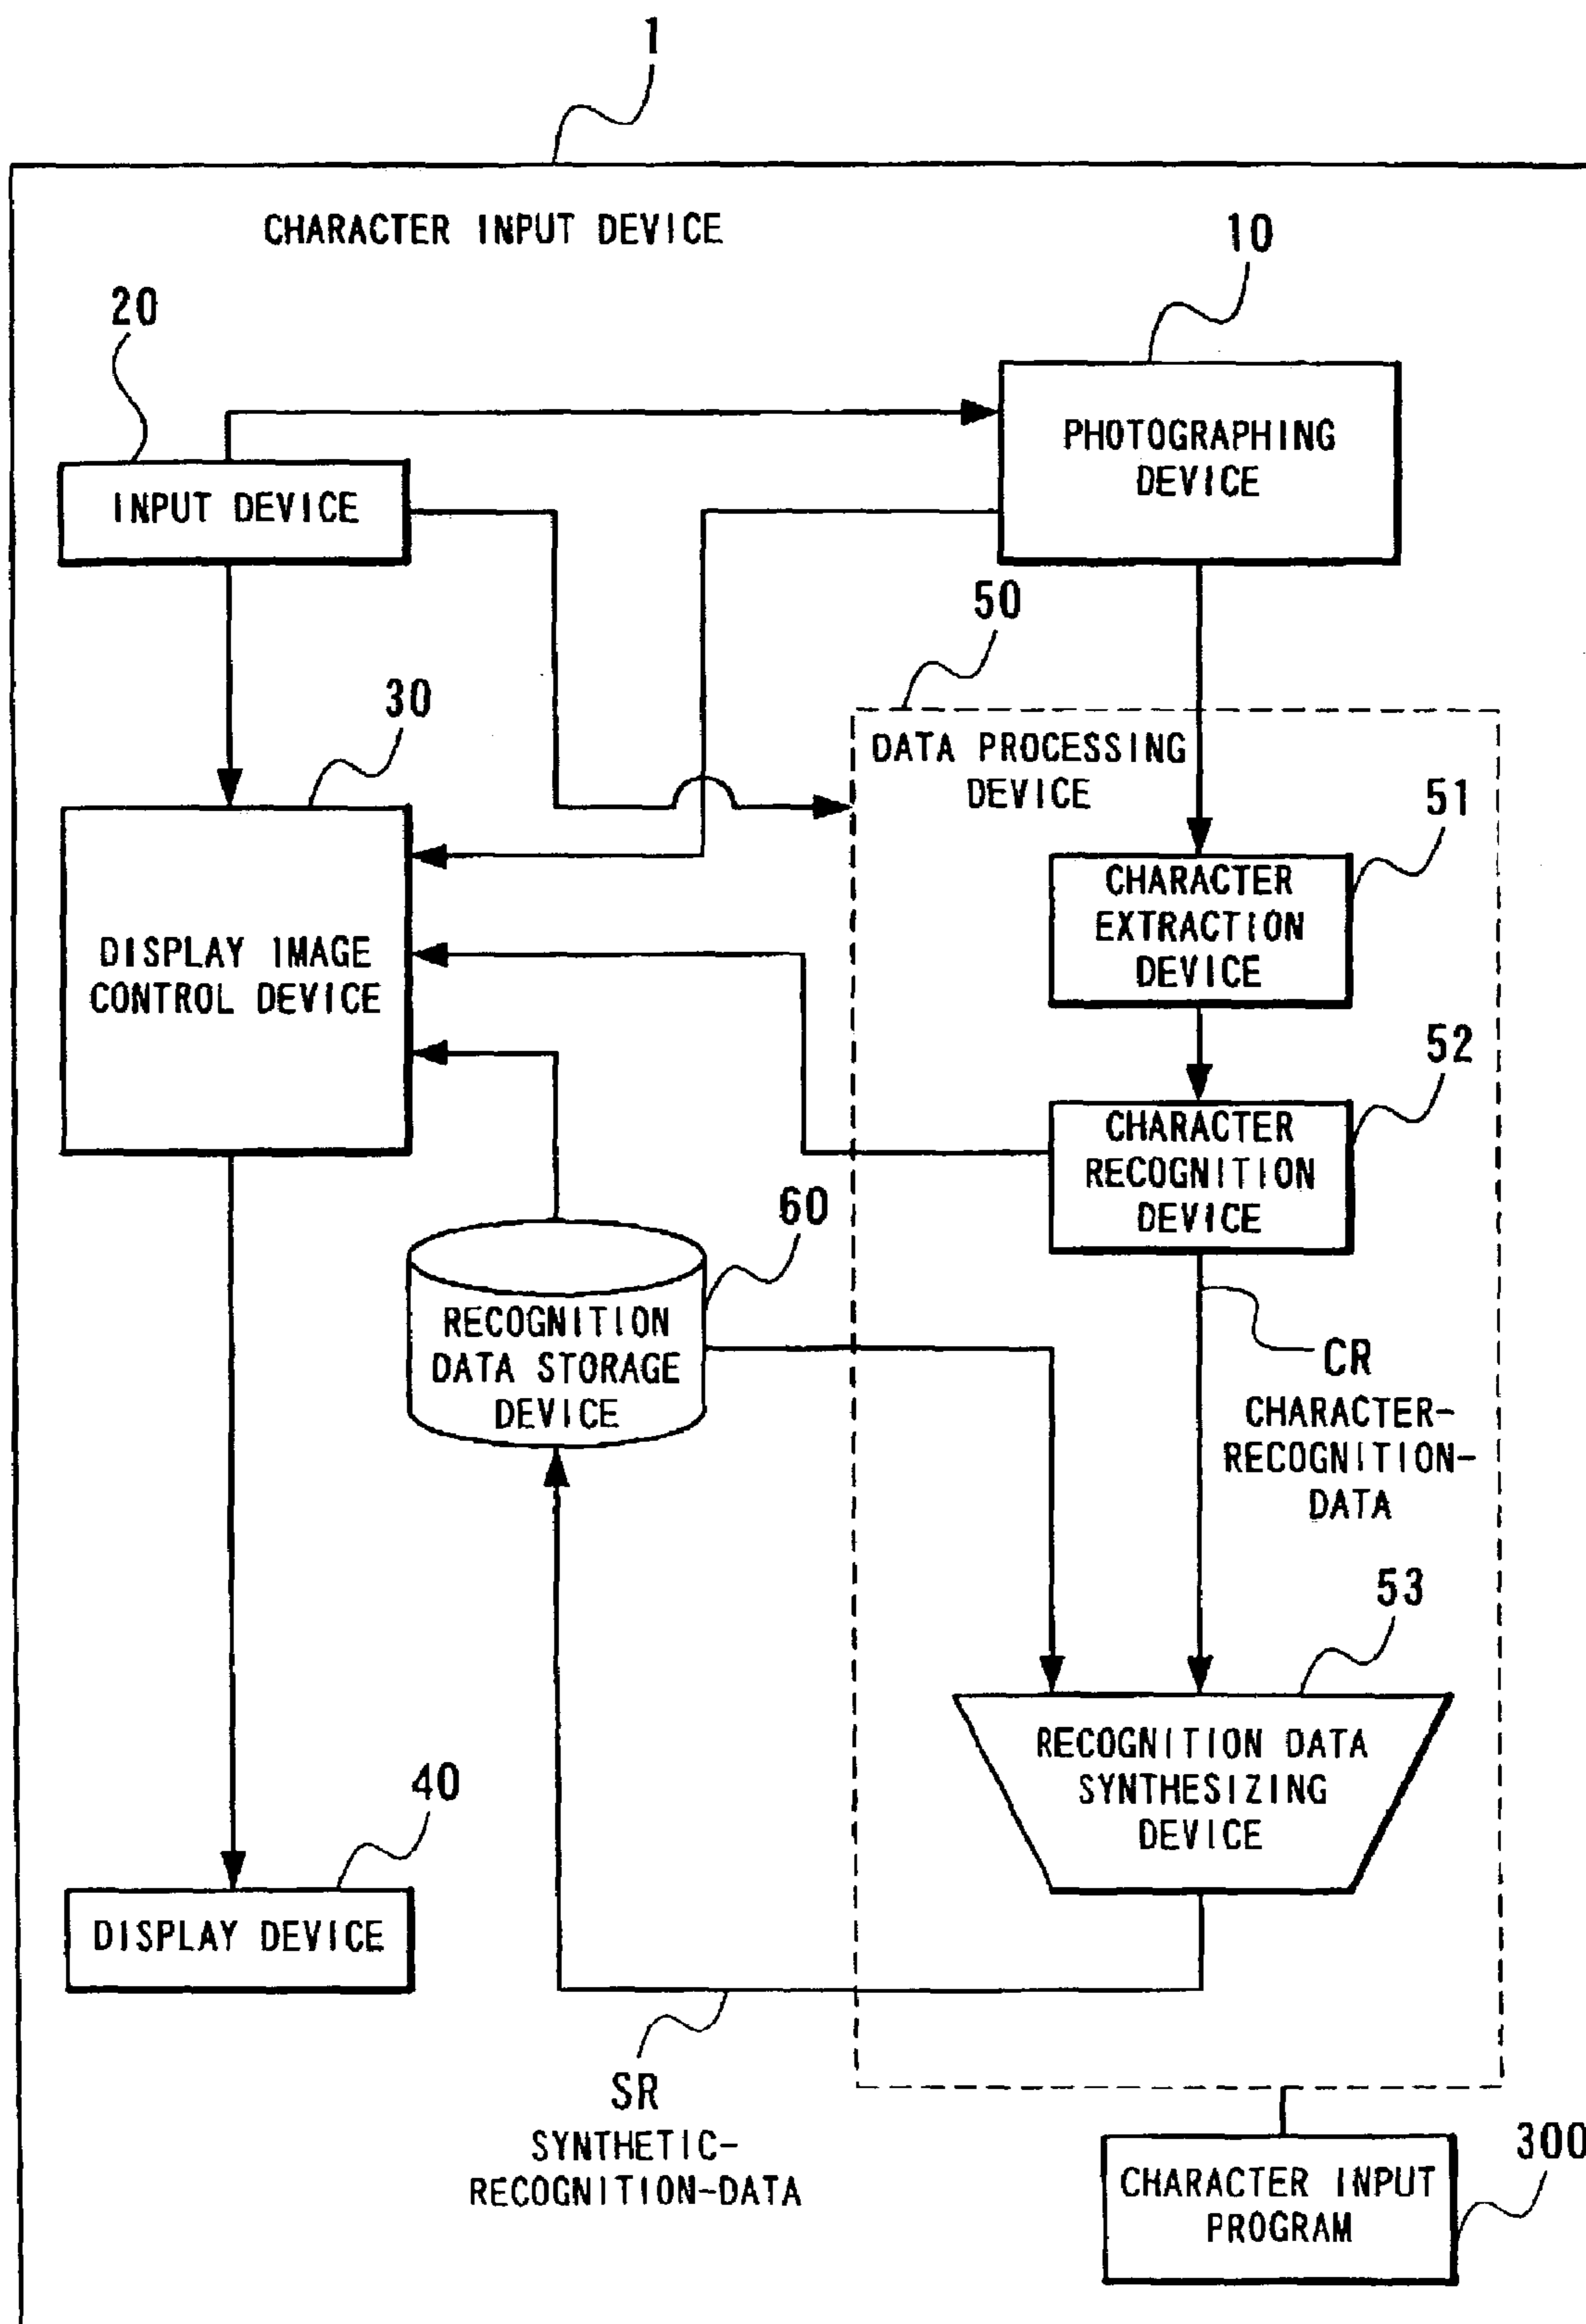 1
CHARACTER INPUT DEVICE
10
20
PHOTOGRAPHING
DEVICE
INPUT DEVICE
50
30
DATA PROCESSING
DEVICE
51
CHARACTER
EXTRACTION
DEVICE
DISPLAY IMAGE
CONTROL DEVICE
52
CHARACTER
RECOGNITION
DEVICE
60
RECOGNITION
DATA STORAGE
DEVICE
CR
CHARACTER-
RECOGNITION-
DATA
53
RECOGNITION DATA
SYNTHESIZING
DEVICE
40
DISPLAY DEVICE
SR
SYNTHETIC-
RECOGNITION-DATA
300
CHARACTER INPUT
PROGRAM